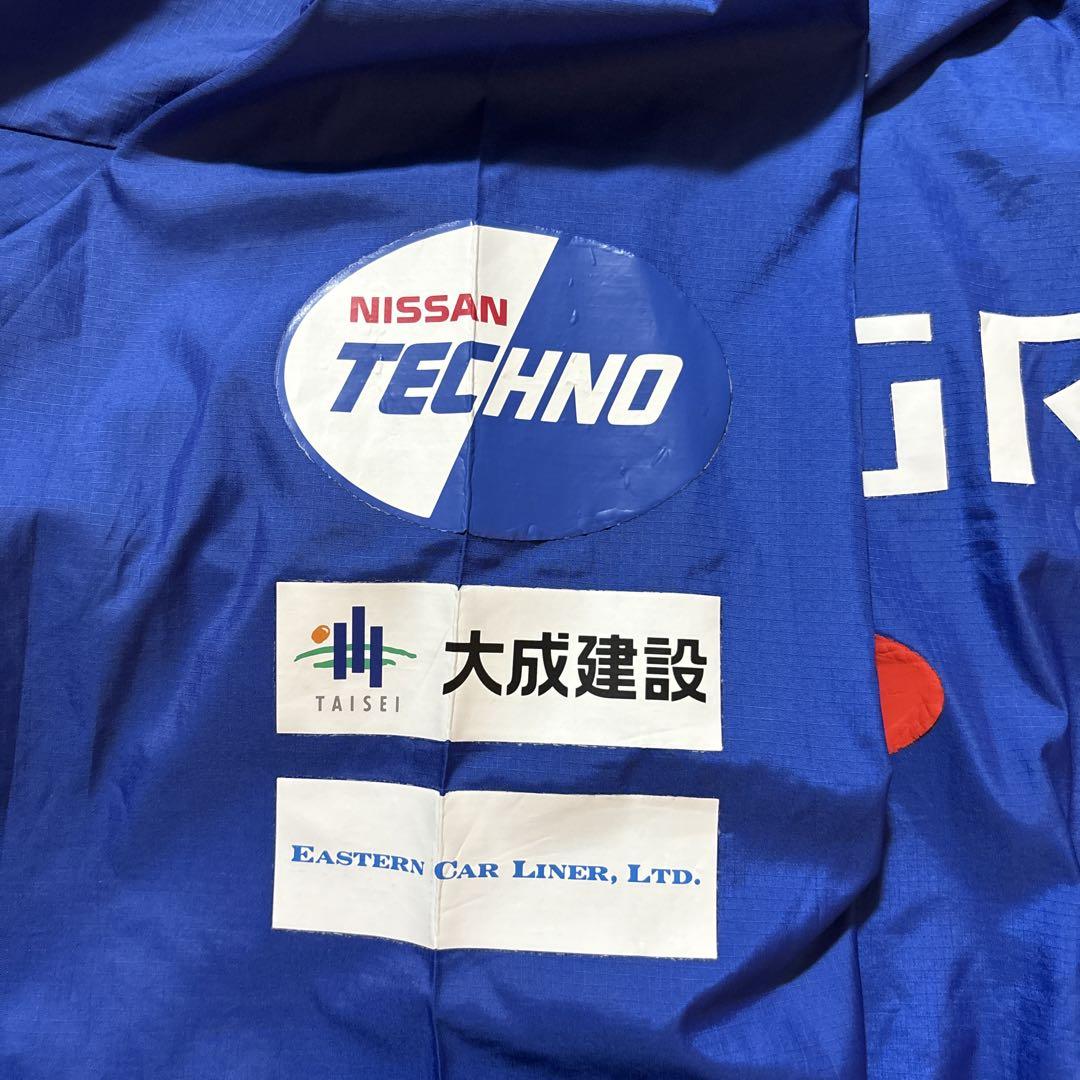 NISSAN
TECHNO
TAISEI
大成建設
EASTERN CAR LINER, LTD.